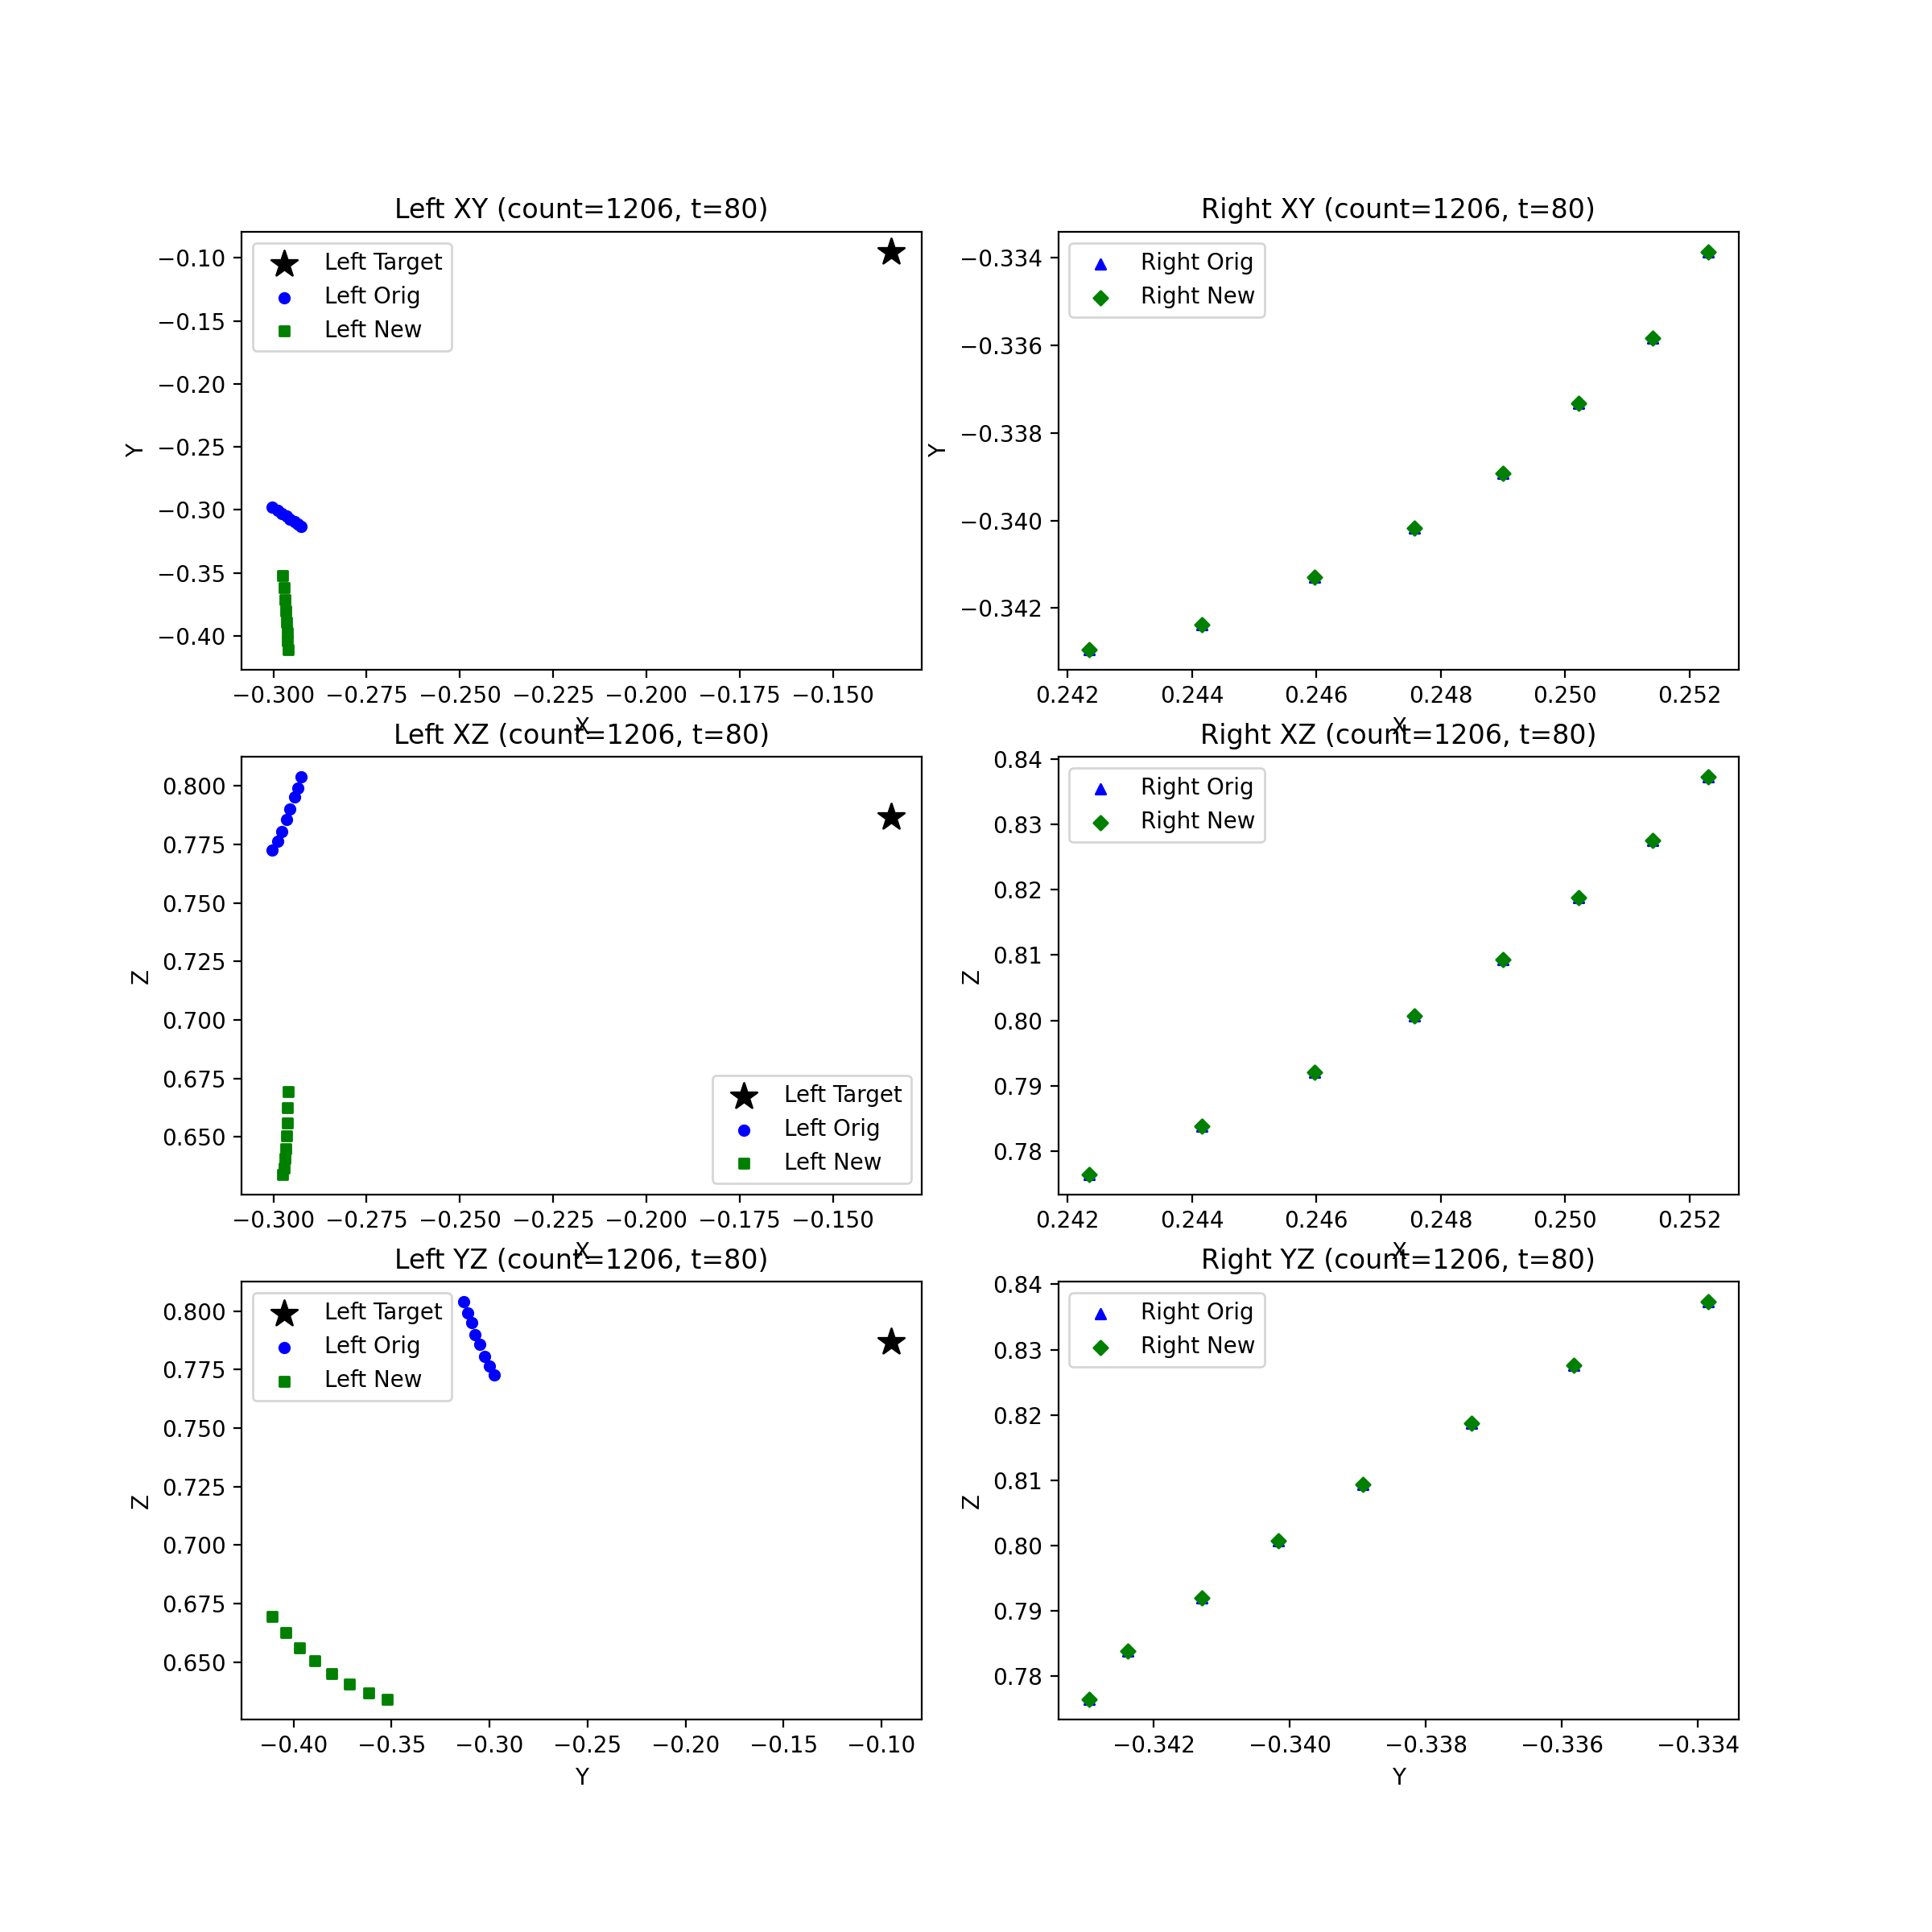 Left XY (count=1206, t=80)
Left Target
Left Orig
Left New
−0.10
−0.15
−0.20
−0.25
−0.30
−0.35
−0.40
Y
−0.300 −0.275 −0.250 −0.225 −0.200 −0.175 −0.150
X
Right XY (count=1206, t=80)
Right Orig
Right New
−0.334
−0.336
−0.338
−0.340
−0.342
Y
0.242 0.244 0.246 0.248 0.250 0.252
X
Left XZ (count=1206, t=80)
0.800
0.775
0.750
0.725
0.700
0.675
0.650
Z
Left Target
Left Orig
Left New
−0.300 −0.275 −0.250 −0.225 −0.200 −0.175 −0.150
X
Right XZ (count=1206, t=80)
Right Orig
Right New
0.84
0.83
0.82
0.81
0.80
0.79
0.78
Z
0.242 0.244 0.246 0.248 0.250 0.252
X
Left YZ (count=1206, t=80)
Left Target
Left Orig
Left New
0.800
0.775
0.750
0.725
0.700
0.675
0.650
Z
−0.40 −0.35 −0.30 −0.25 −0.20 −0.15 −0.10
Y
Right YZ (count=1206, t=80)
Right Orig
Right New
0.84
0.83
0.82
0.81
0.80
0.79
0.78
Z
−0.342 −0.340 −0.338 −0.336 −0.334
Y